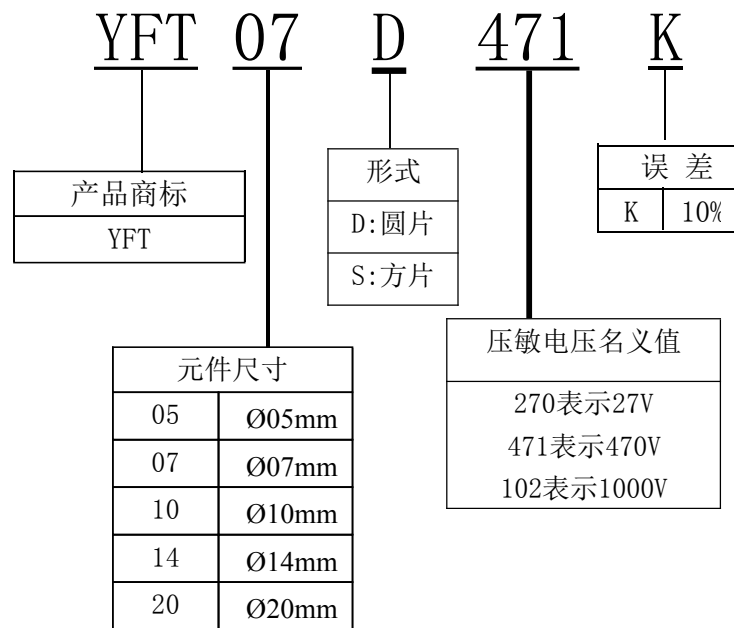 YFT 07 D 471 K
产品商标
YFT
形式
D:圆片
S:方片
误 差
K 10%
元件尺寸
05 Ø05mm
07 Ø07mm
10 Ø10mm
14 Ø14mm
20 Ø20mm
压敏电压名义值
270表示27V
471表示470V
102表示1000V